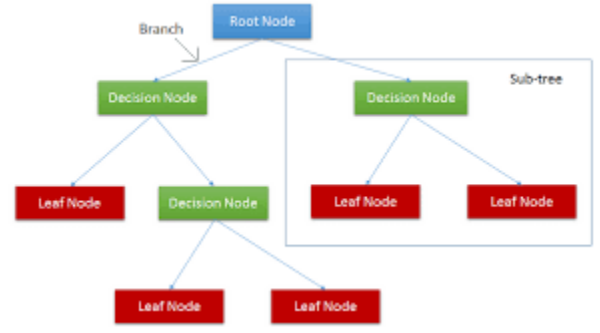 Root Node
Branch
Sub-tree
Decision Node
Decision Node
Leaf Node
Decision Node
Leaf Node
Leaf Node
Leaf Node
Leaf Node